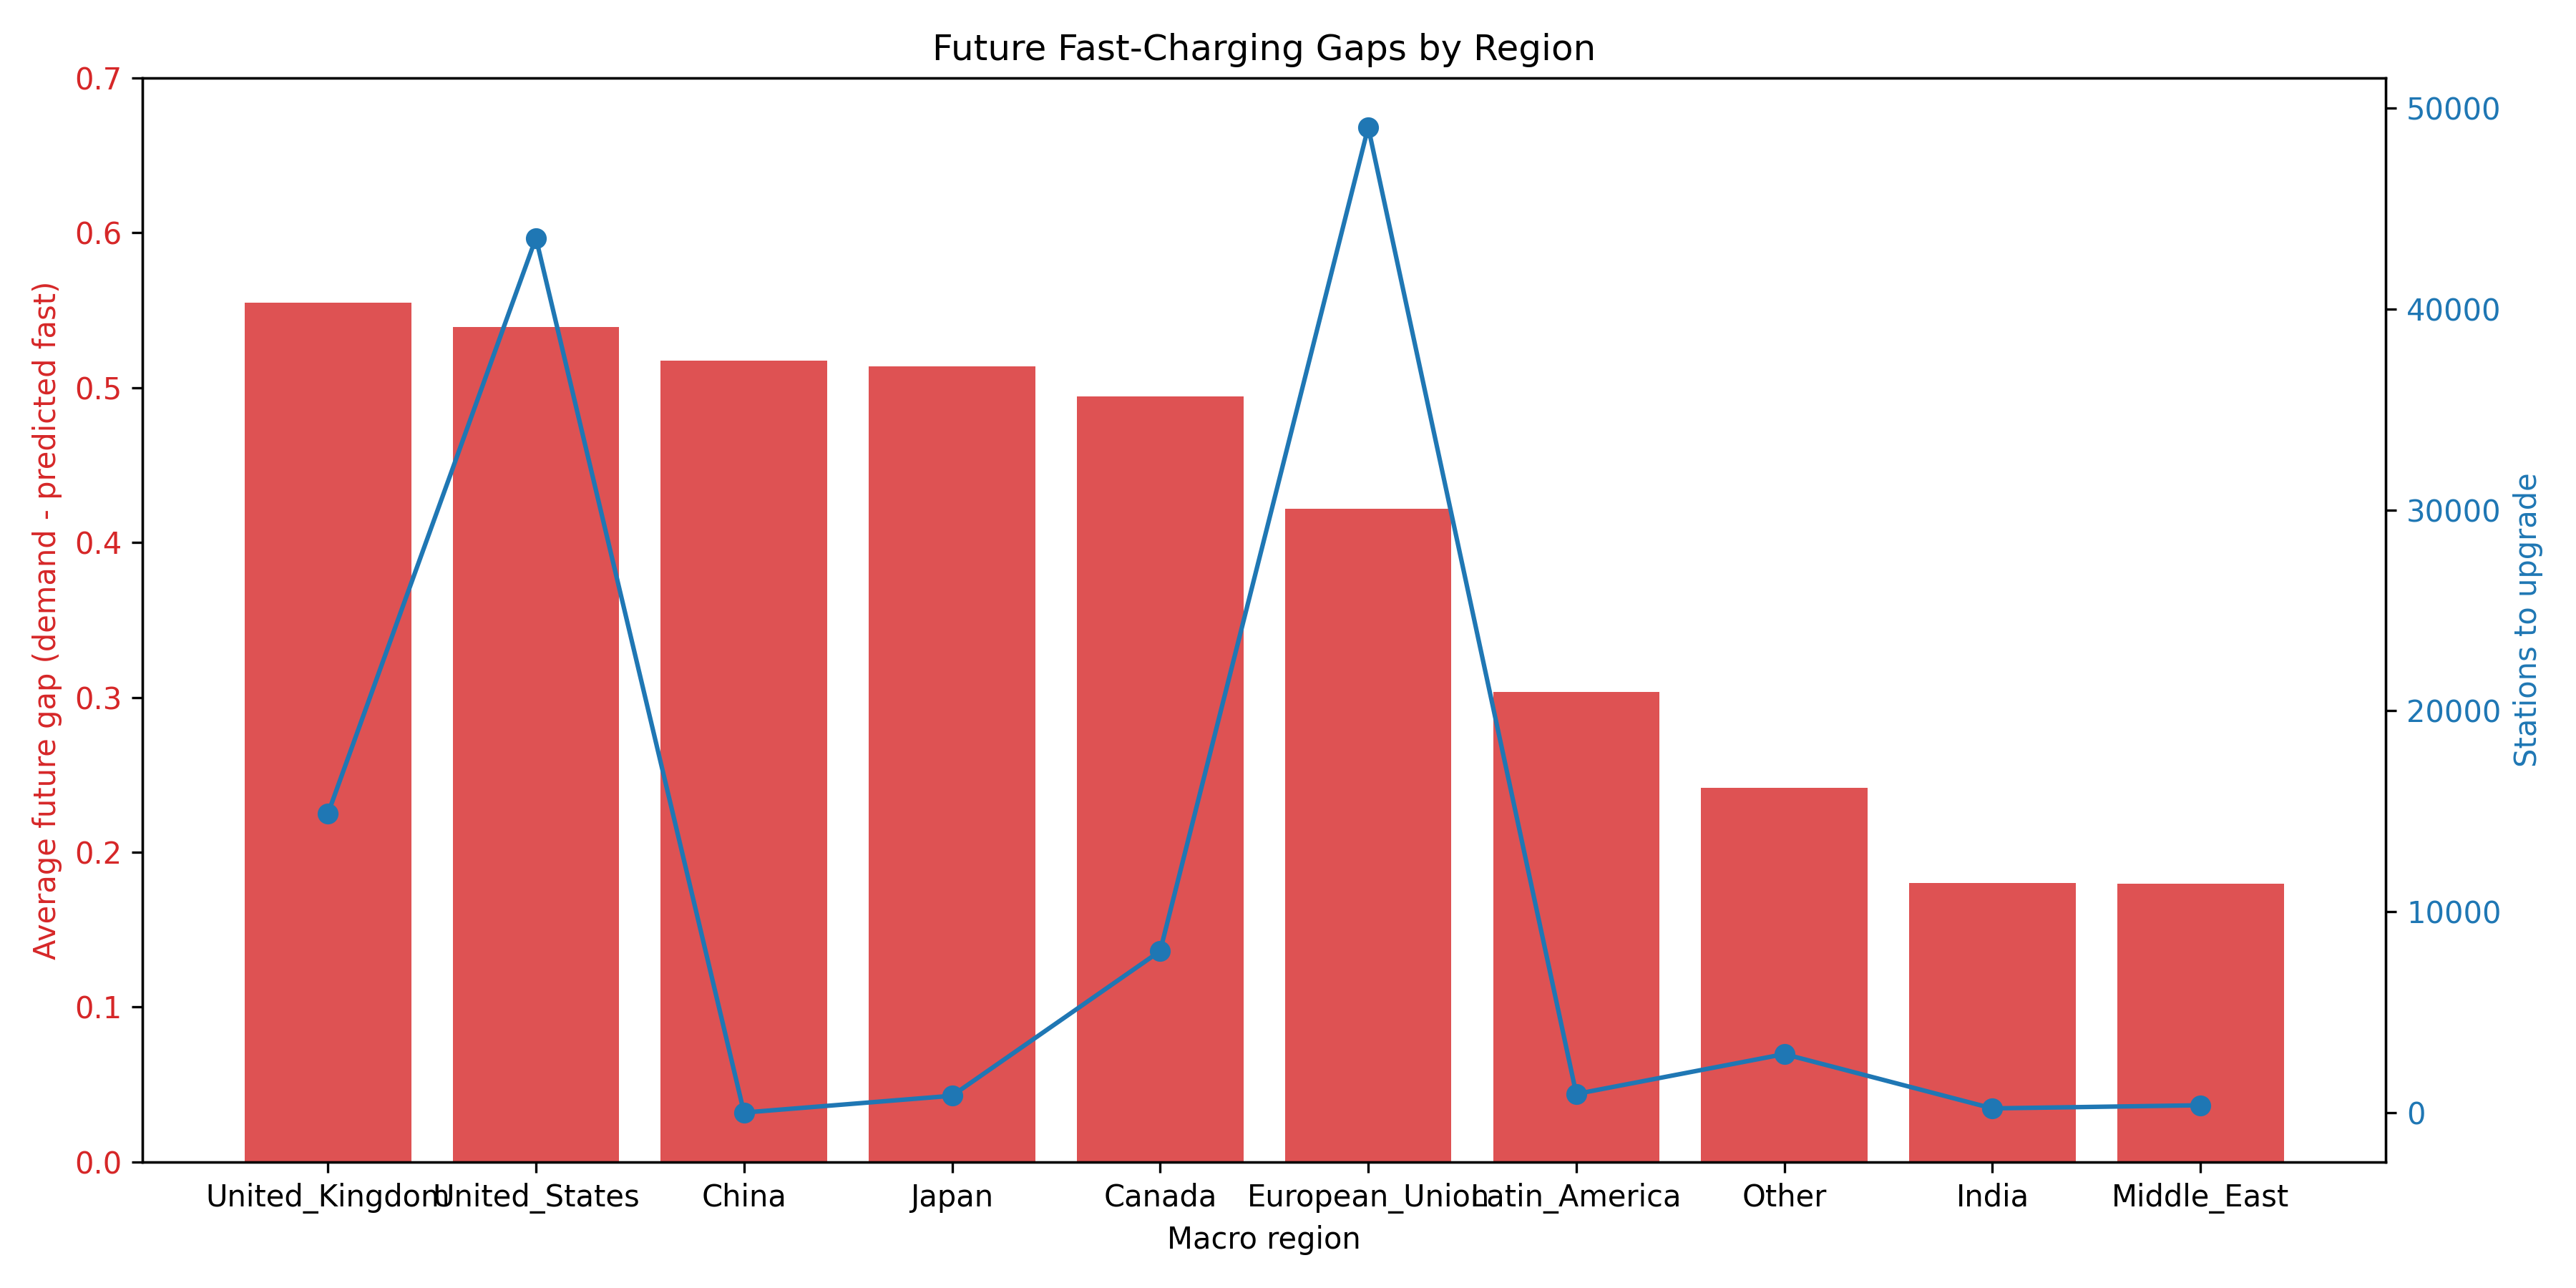 Future Fast-Charging Gaps by Region
Average future gap (demand - predicted fast)
0.7
0.6
0.5
0.4
0.3
0.2
0.1
0.0
50000
40000
30000
20000
10000
0
Stations to upgrade
United_Kingdom United_States China Japan Canada European_Union Latin_America Other India Middle_East
Macro region